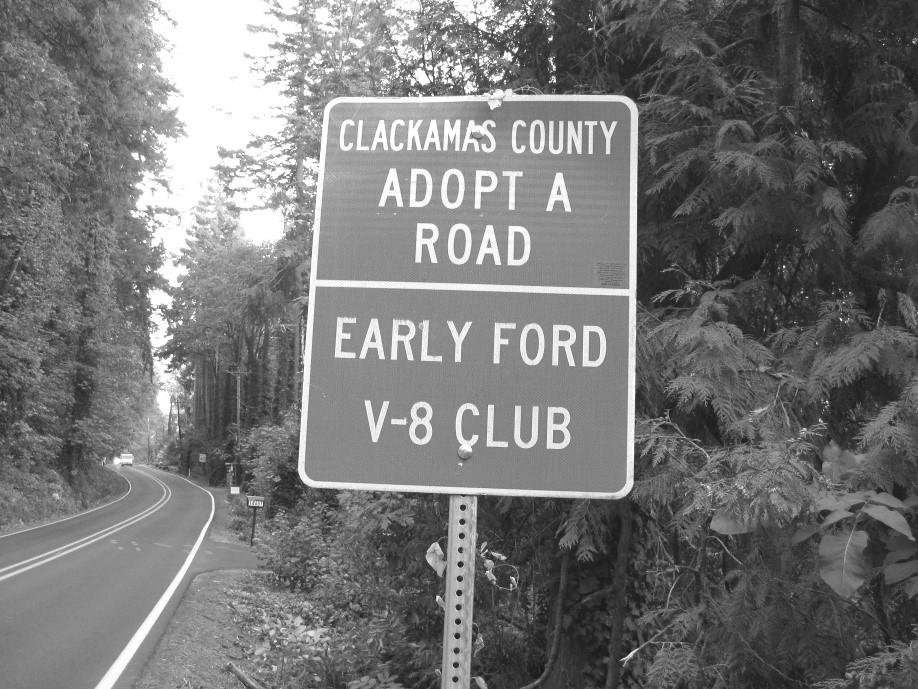 CLACKAMAS COUNTY
ADOPT A
ROAD
EARLY FORD
V-8 CLUB